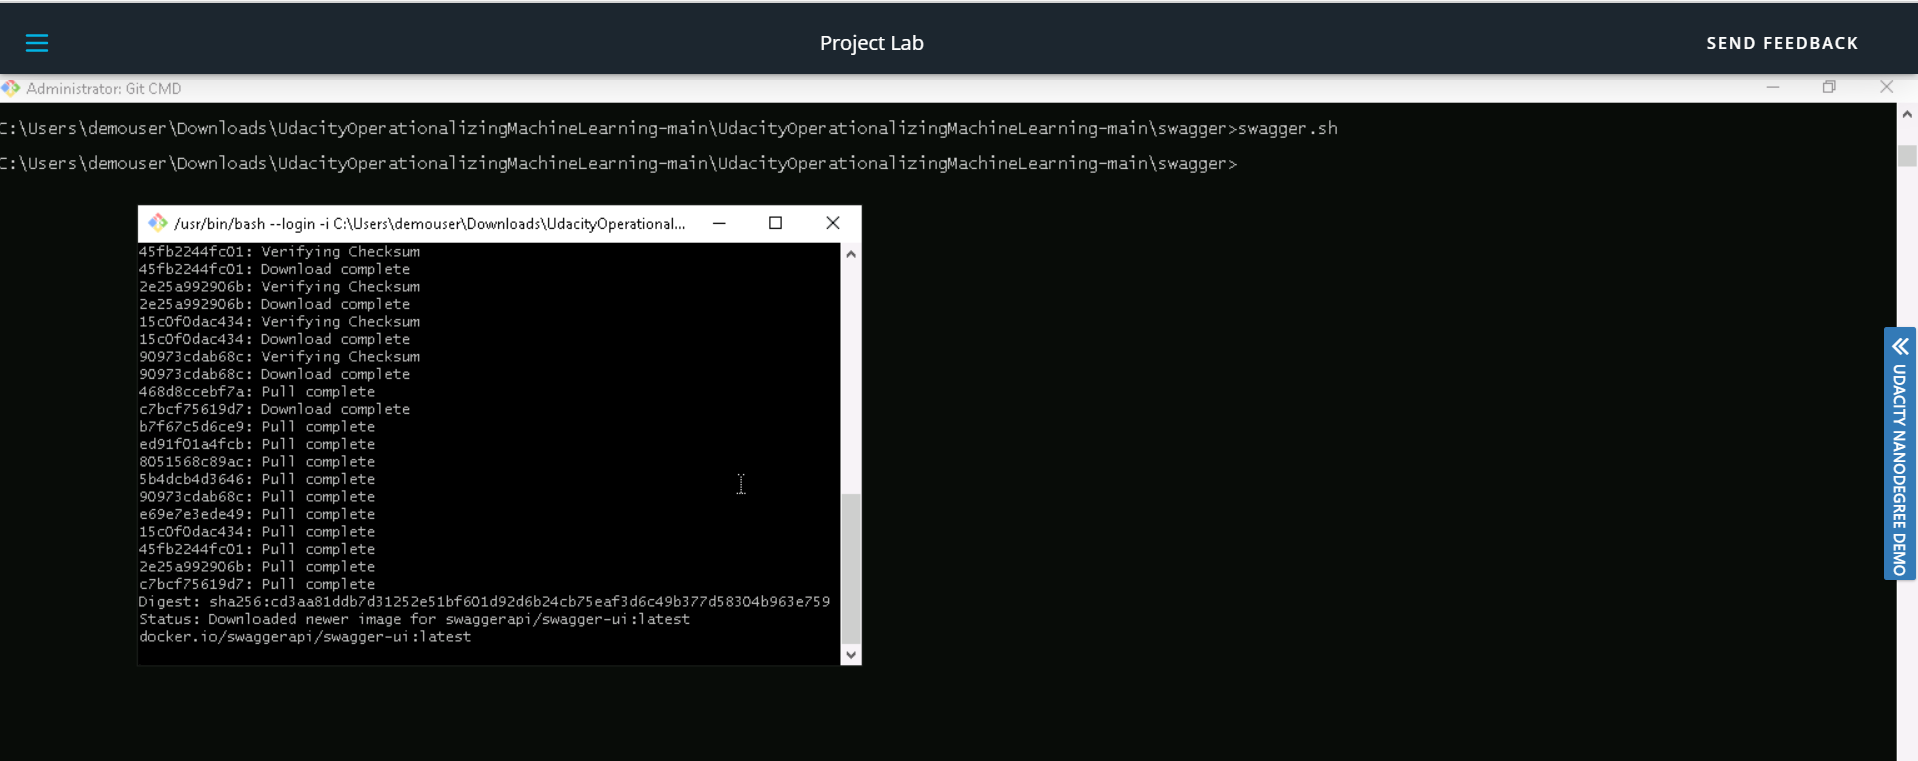 Project Lab
SEND FEEDBACK
Administrator: Git CMD
C:\Users\demouser\Downloads\UdacityOperationalizingMachineLearning-main\UdacityOperationalizingMachineLearning-main\swagger>swagger.sh
C:\Users\demouser\Downloads\UdacityOperationalizingMachineLearning-main\UdacityOperationalizingMachineLearning-main\swagger>
/usr/bin/bash --login -i C:\Users\demouser\Downloads\UdacityOperational...
45fb2244fc01: Verifying Checksum
45fb2244fc01: Download complete
2e25a992906b: Verifying Checksum
2e25a992906b: Download complete
15c0f0dac434: Verifying Checksum
15c0f0dac434: Download complete
90973cdab68c: Verifying Checksum
90973cdab68c: Download complete
468d8ccebf7a: Pull complete
c7bcf75619d7: Download complete
b7f67c5d6ce9: Pull complete
ed91f01a4fcb: Pull complete
8051568c89ac: Pull complete
5b4dcb4d3646: Pull complete
90973cdab68c: Pull complete
e69e7e3ede49: Pull complete
15c0f0dac434: Pull complete
45fb2244fc01: Pull complete
2e25a992906b: Pull complete
c7bcf75619d7: Pull complete
Digest: sha256:cd3aa81ddb7d31252e51bf601d92d6b24cb75eaf3d6c49b377d58304b963e759
Status: Downloaded newer image for swaggerapi/swagger-ui:latest
docker.io/swaggerapi/swagger-ui:latest
UDACITY NANODEGREE DEMO